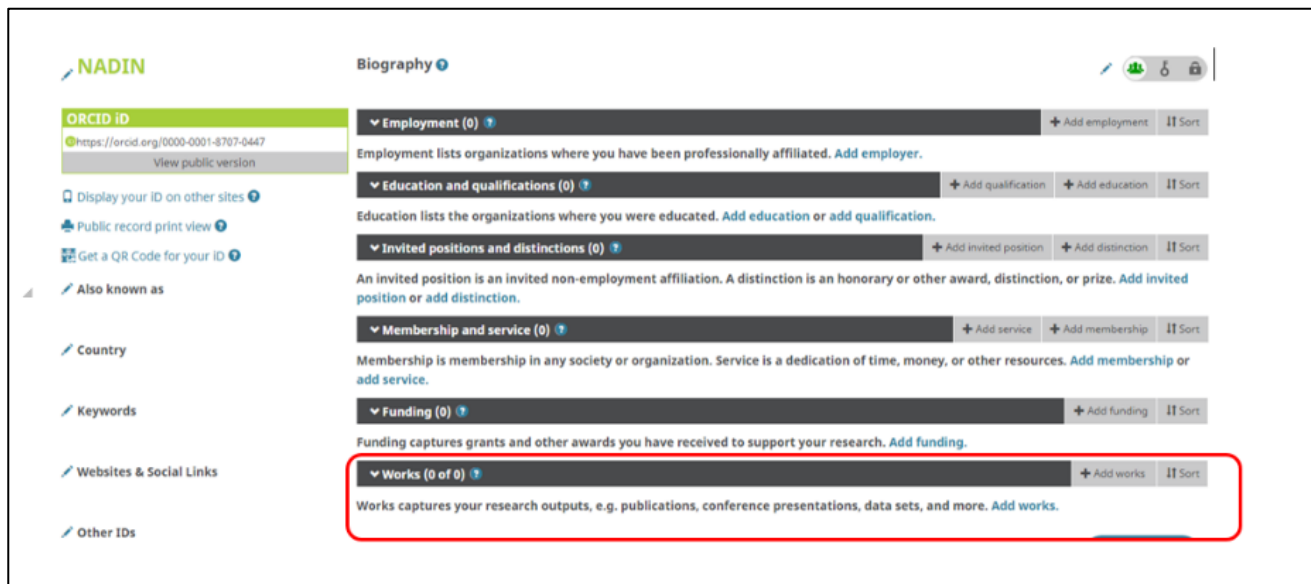 NADIN
ORCID iD
https://orcid.org/0000-0001-8707-0447
View public version
Display your iD on other sites
Public record print view
Get a QR Code for your iD
Also known as
Country
Keywords
Websites & Social Links
Other IDs
Biography
Employment (0) + Add employment Sort
Employment lists organizations where you have been professionally affiliated. Add employer.
Education and qualifications (0) + Add qualification + Add education Sort
Education lists the organizations where you were educated. Add education or add qualification.
Invited positions and distinctions (0) + Add invited position + Add distinction Sort
An invited position is an invited non-employment affiliation. A distinction is an honorary or other award, distinction, or prize. Add invited
position or add distinction.
Membership and service (0) + Add service + Add membership Sort
Membership is membership in any society or organization. Service is a dedication of time, money, or other resources. Add membership or
add service.
Funding (0) + Add funding Sort
Funding captures grants and other awards you have received to support your research. Add funding.
Works (0 of 0) + Add works Sort
Works captures your research outputs, e.g. publications, conference presentations, data sets, and more. Add works.